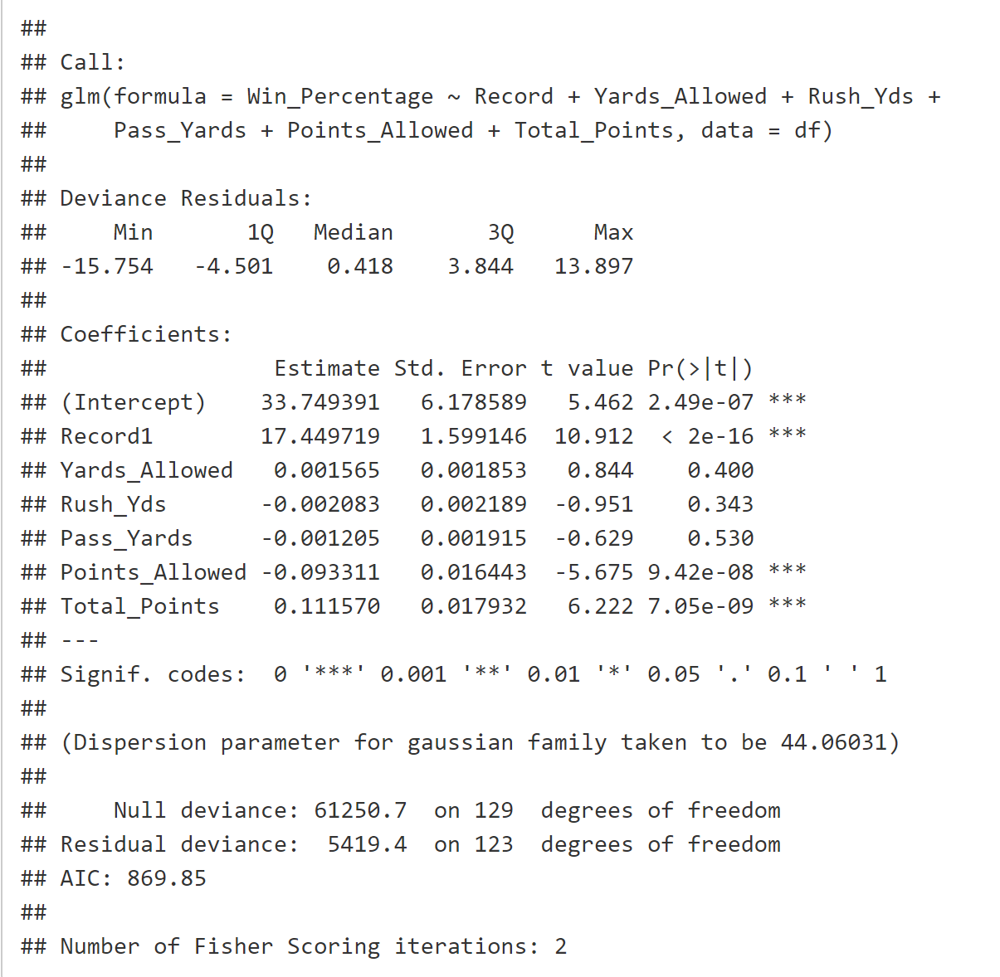 ##
## Call:
## glm(formula = Win_Percentage ~ Record + Yards_Allowed + Rush_Yds +
##     Pass_Yards + Points_Allowed + Total_Points, data = df)
##
## Deviance Residuals:
##     Min       1Q   Median       3Q      Max
## -15.754   -4.501    0.418    3.844   13.897
##
## Coefficients:
##                 Estimate Std. Error t value Pr(>|t|)
## (Intercept)    33.749391   6.178589   5.462 2.49e-07 ***
## Record1        17.449719   1.599146  10.912  < 2e-16 ***
## Yards_Allowed   0.001565   0.001853   0.844    0.400
## Rush_Yds       -0.002083   0.002189  -0.951    0.343
## Pass_Yards     -0.001205   0.001915  -0.629    0.530
## Points_Allowed -0.093311   0.016443  -5.675 9.42e-08 ***
## Total_Points    0.111570   0.017932   6.222 7.05e-09 ***
## ---
## Signif. codes:  0 '***' 0.001 '**' 0.01 '*' 0.05 '.' 0.1 ' ' 1
##
## (Dispersion parameter for gaussian family taken to be 44.06031)
##
##     Null deviance: 61250.7  on 129  degrees of freedom
## Residual deviance:  5419.4  on 123  degrees of freedom
## AIC: 869.85
##
## Number of Fisher Scoring iterations: 2